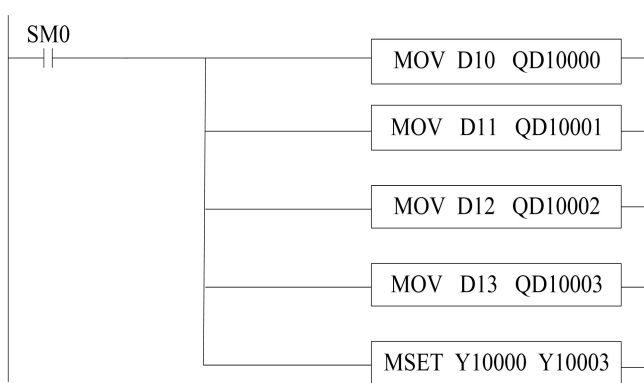 SM0
MOV D10 QD10000
MOV D11 QD10001
MOV D12 QD10002
MOV D13 QD10003
MSET Y10000 Y10003